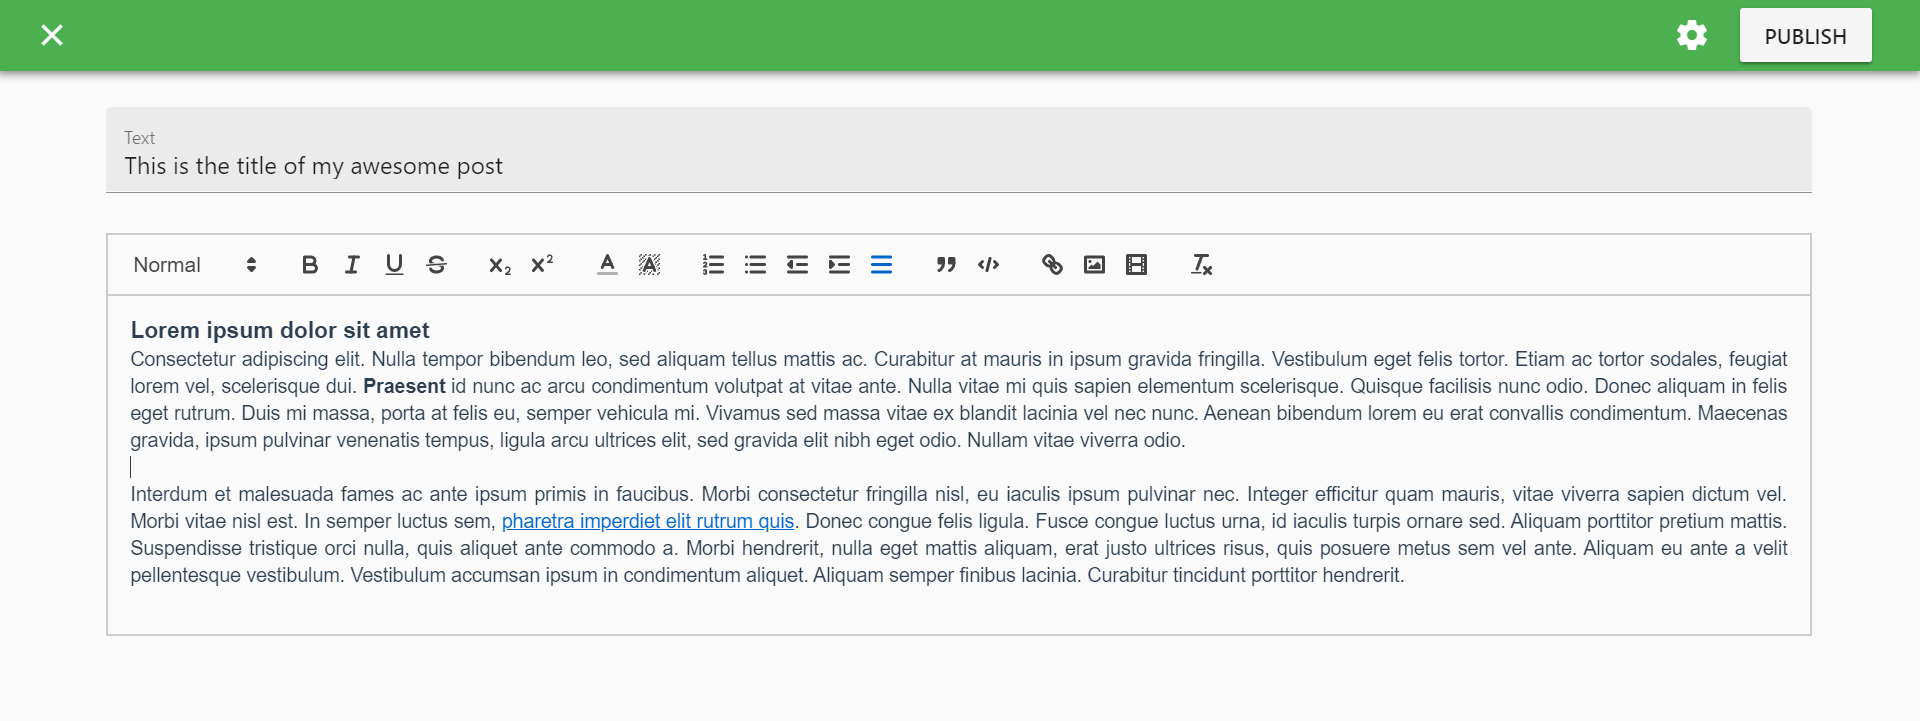 PUBLISH
Text
This is the title of my awesome post
Normal
Lorem ipsum dolor sit amet
Consectetur adipiscing elit. Nulla tempor bibendum leo, sed aliquam tellus mattis ac. Curabitur at mauris in ipsum gravida fringilla. Vestibulum eget felis tortor. Etiam ac tortor sodales, feugiat
lorem vel, scelerisque dui. Praesent id nunc ac arcu condimentum volutpat at vitae ante. Nulla vitae mi quis sapien elementum scelerisque. Quisque facilisis nunc odio. Donec aliquam in felis
eget rutrum. Duis mi massa, porta at felis eu, semper vehicula mi. Vivamus sed massa vitae ex blandit lacinia vel nec nunc. Aenean bibendum lorem eu erat convallis condimentum. Maecenas
gravida, ipsum pulvinar venenatis tempus, ligula arcu ultrices elit, sed gravida elit nibh eget odio. Nullam vitae viverra odio.
Interdum et malesuada fames ac ante ipsum primis in faucibus. Morbi consectetur fringilla nisl, eu iaculis ipsum pulvinar nec. Integer efficitur quam mauris, vitae viverra sapien dictum vel.
Morbi vitae nisl est. In semper luctus sem, pharetra imperdiet elit rutrum quis. Donec congue felis ligula. Fusce congue luctus urna, id iaculis turpis ornare sed. Aliquam porttitor pretium mattis.
Suspendisse tristique orci nulla, quis aliquet ante commodo a. Morbi hendrerit, nulla eget mattis aliquam, erat justo ultrices risus, quis posuere metus sem vel ante. Aliquam eu ante a velit
pellentesque vestibulum. Vestibulum accumsan ipsum in condimentum aliquet. Aliquam semper finibus lacinia. Curabitur tincidunt porttitor hendrerit.